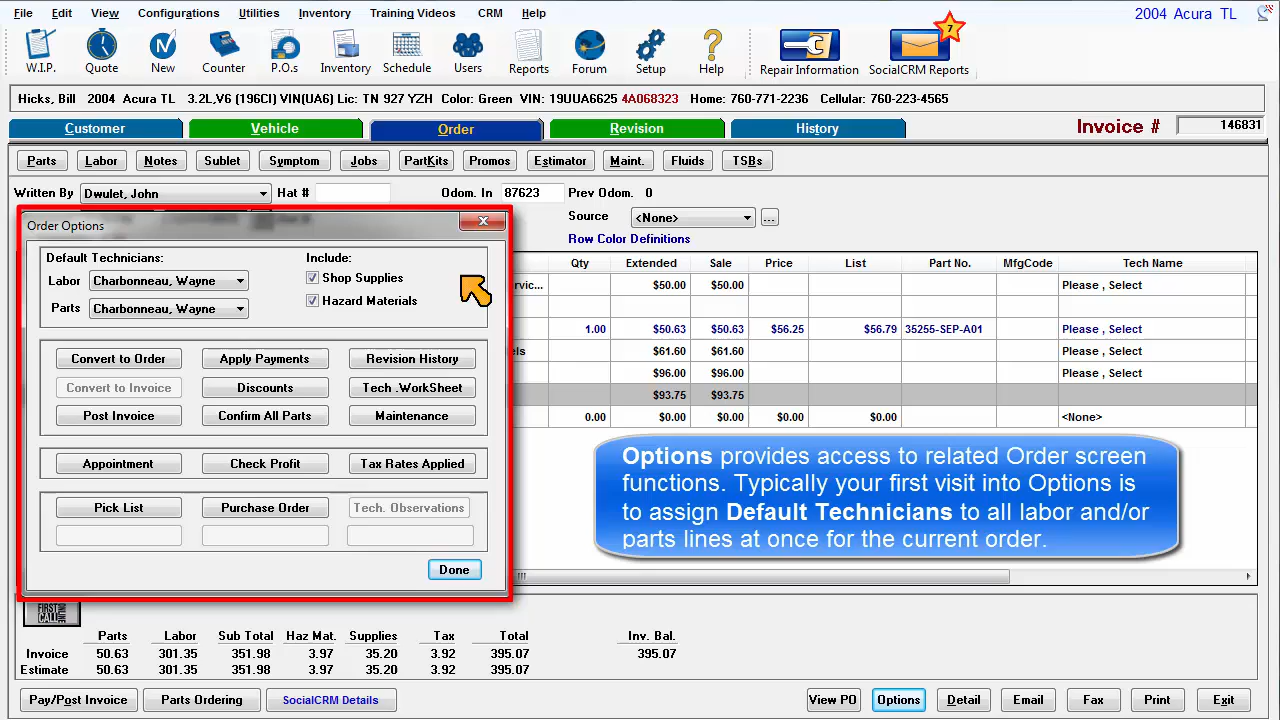 File Edit View Configurations Utilities Inventory Training Videos CRM Help 2004 Acura TL
7
W.I.P. Quote New Counter P.O.s Inventory Schedule Users Reports Forum Setup Help Repair Information SocialCRM Reports
Hicks, Bill 2004 Acura TL 3.2L,V6 (196CI) VIN(UA6) Lic: TN 927 YZH Color: Green VIN: 19UUA6625 4A068323 Home: 760-771-2236 Cellular: 760-223-4565
Customer Vehicle Order Revision History Invoice # 146831
Parts Labor Notes Sublet Symptom Jobs PartKits Promos Estimator Maint. Fluids TSBs
Written By Dwulet, John Hat # Odom. In 87623 Prev Odom. 0
Source <None> ...
Row Color Definitions
Order Options
Default Technicians: Include:
Labor Charbonneau, Wayne Shop Supplies
Parts Charbonneau, Wayne Hazard Materials
Convert to Order Apply Payments Revision History
Convert to Invoice Discounts Tech .WorkSheet
Post Invoice Confirm All Parts Maintenance
Appointment Check Profit Tax Rates Applied
Pick List Purchase Order Tech. Observations
Done
Qty Extended Sale Price List Part No. MfgCode Tech Name
rvic... $50.00 $50.00 Please , Select
1.00 $50.63 $50.63 $56.25 $56.79 35255-SEP-A01 Please , Select
els $61.60 $61.60 Please , Select
$96.00 $96.00 Please , Select
$93.75 $93.75
0.00 $0.00 $0.00 $0.00 $0.00 <None>
Options provides access to related Order screen
functions. Typically your first visit into Options is
to assign Default Technicians to all labor and/or
parts lines at once for the current order.
FIRST
CALL
Parts Labor Sub Total Haz Mat. Supplies Tax Total Inv. Bal.
Invoice 50.63 301.35 351.98 3.97 35.20 3.92 395.07 395.07
Estimate 50.63 301.35 351.98 3.97 35.20 3.92 395.07
Pay/Post Invoice Parts Ordering SocialCRM Details View PO Options Detail Email Fax Print Exit